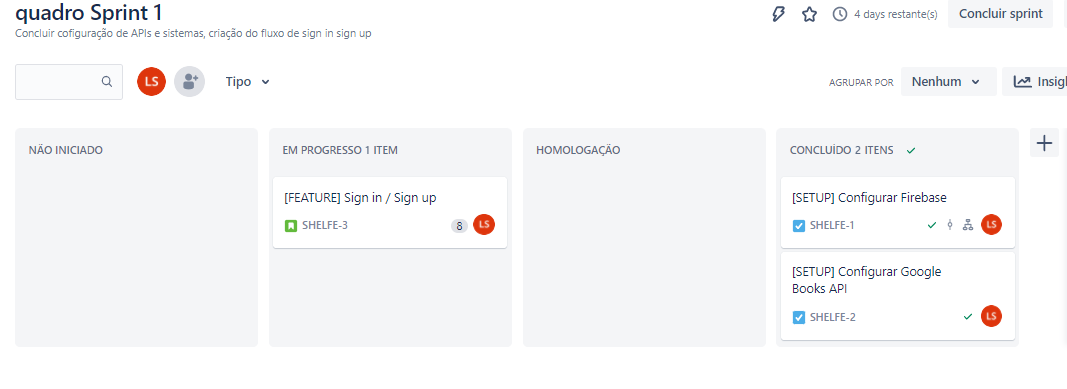 quadro Sprint 1
4 days restante(s)
Concluir sprint
Concluir cofiguração de APIs e sistemas, criação do fluxo de sign in sign up
LS
Tipo
AGRUPAR POR
Nenhum
NÃO INICIADO
EM PROGRESSO 1 ITEM
HOMOLOGAÇÃO
CONCLUÍDO 2 ITENS
[FEATURE] Sign in / Sign up
SHELFE-3
8
LS
[SETUP] Configurar Firebase
SHELFE-1
LS
[SETUP] Configurar Google
Books API
SHELFE-2
LS